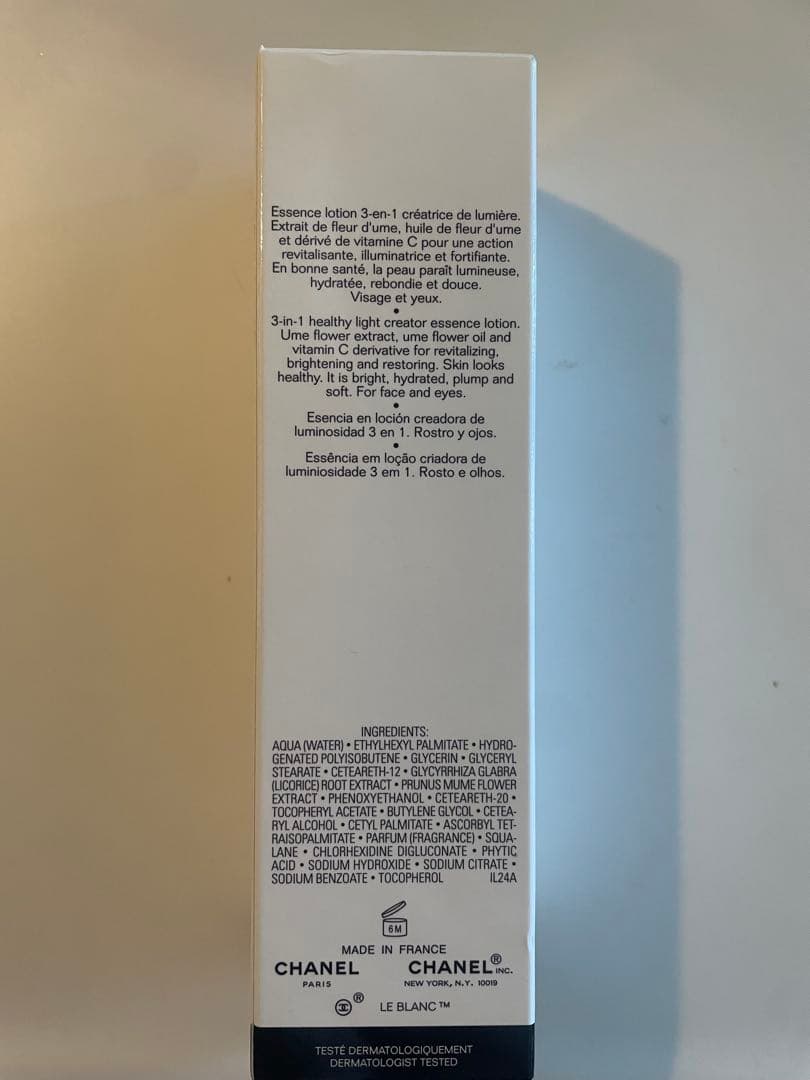 Essence lotion 3-en-1 créatrice de lumière.
Extrait de fleur d'ume, huile de fleur d'ume
et dérivé de vitamine C pour une action
revitalisante, illuminatrice et fortifiante.
En bonne santé, la peau paraît lumineuse,
hydratée, rebondie et douce.
Visage et yeux.
•
3-in-1 healthy light creator essence lotion.
Ume flower extract, ume flower oil and
vitamin C derivative for revitalizing,
brightening and restoring. Skin looks
healthy. It is bright, hydrated, plump and
soft. For face and eyes.
•
Esencia en loción creadora de
luminosidad 3 en 1. Rostro y ojos.
•
Essência em loção criadora de
luminiosidade 3 em 1. Rosto e olhos.
INGREDIENTS:
AQUA (WATER) • ETHYLHEXYL PALMITATE • HYDRO-
GENATED POLYISOBUTENE • GLYCERIN • GLYCERYL
STEARATE • CETEARETH-12 • GLYCYRRHIZA GLABRA
(LICORICE) ROOT EXTRACT • PRUNUS MUME FLOWER
EXTRACT • PHENOXYETHANOL • CETEARETH-20 •
TOCOPHERYL ACETATE • BUTYLENE GLYCOL • CETEA-
RYL ALCOHOL • CETYL PALMITATE • ASCORBYL TET-
RAISOPALMITATE • PARFUM (FRAGRANCE) • SQUA-
LANE • CHLORHEXIDINE DIGLUCONATE • PHYTIC
ACID • SODIUM HYDROXIDE • SODIUM CITRATE •
SODIUM BENZOATE • TOCOPHEROL IL24A
6M
MADE IN FRANCE
CHANEL CHANEL® INC.
PARIS NEW YORK, N.Y. 10019
® LE BLANC™
TESTÉ DERMATOLOGIQUEMENT
DERMATOLOGIST TESTED